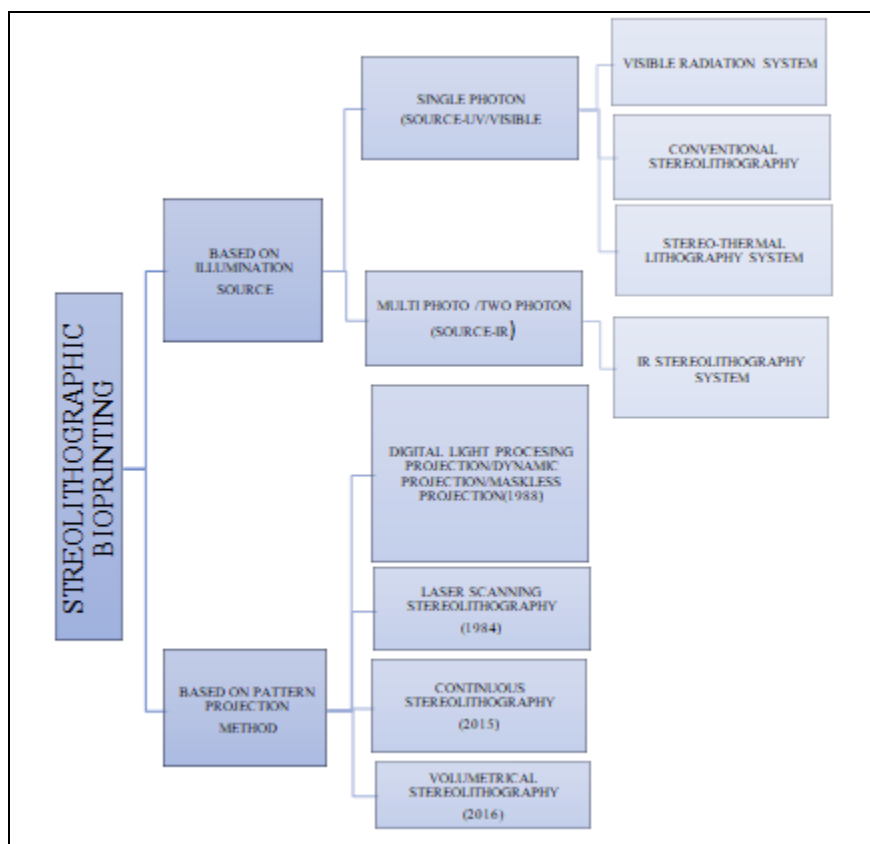 STREOLITHOGRAPHIC
BIOPRINTING
BASED ON
ILLUMINATION
SOURCE
SINGLE PHOTON
(SOURCE-UV/VISIBLE
VISIBLE RADIATION SYSTEM
CONVENTIONAL
STEREOLITHOGRAPHY
STEREO-THERMAL
LITHOGRAPHY SYSTEM
MULTI PHOTO /TWO PHOTON
(SOURCE-IR)
IR STEREOLITHOGRAPHY
SYSTEM
BASED ON PATTERN
PROJECTION
METHOD
DIGITAL LIGHT PROCESING
PROJECTION/DYNAMIC
PROJECTION/MASKLESS
PROJECTION(1988)
LASER SCANNING
STEREOLITHOGRAPHY
(1984)
CONTINUOUS
STEREOLITHOGRAPHY
(2015)
VOLUMETRICAL
STEREOLITHOGRAPHY
(2016)